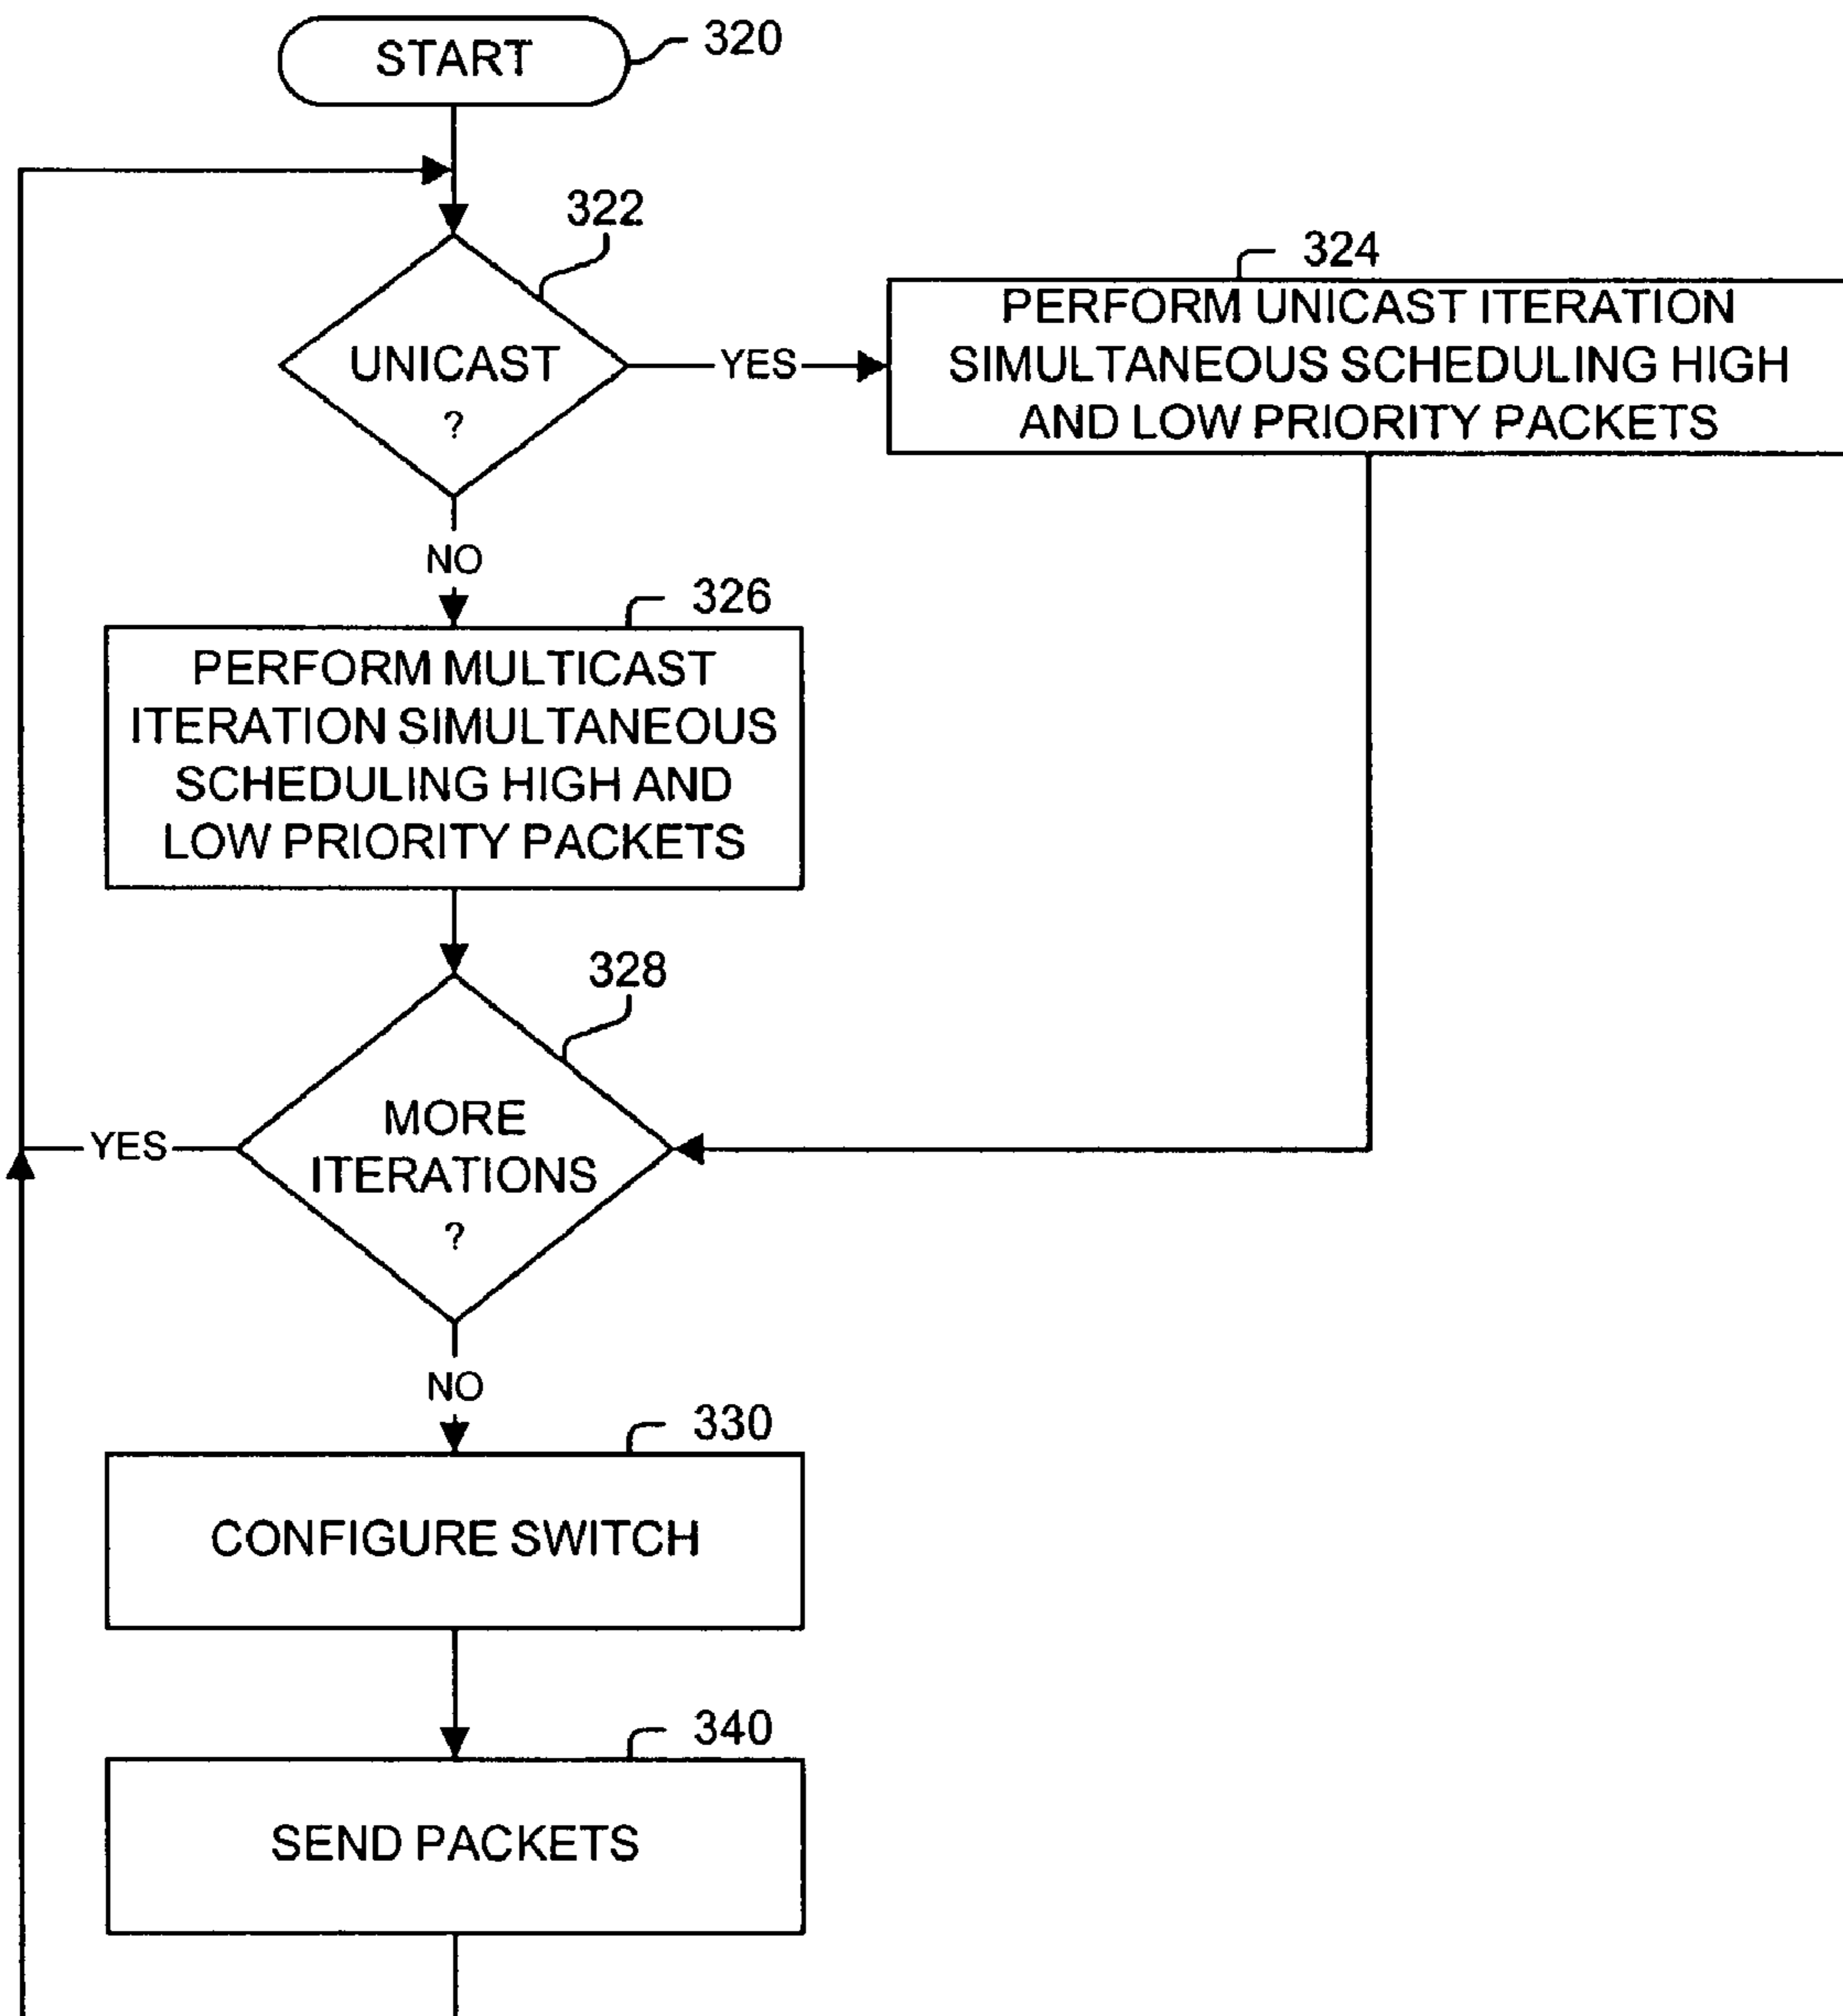 START
320
322
UNICAST
?
YES
324
PERFORM UNICAST ITERATION
SIMULTANEOUS SCHEDULING HIGH
AND LOW PRIORITY PACKETS
NO
326
PERFORM MULTICAST
ITERATION SIMULTANEOUS
SCHEDULING HIGH AND
LOW PRIORITY PACKETS
328
MORE
ITERATIONS
?
YES
NO
330
CONFIGURE SWITCH
340
SEND PACKETS